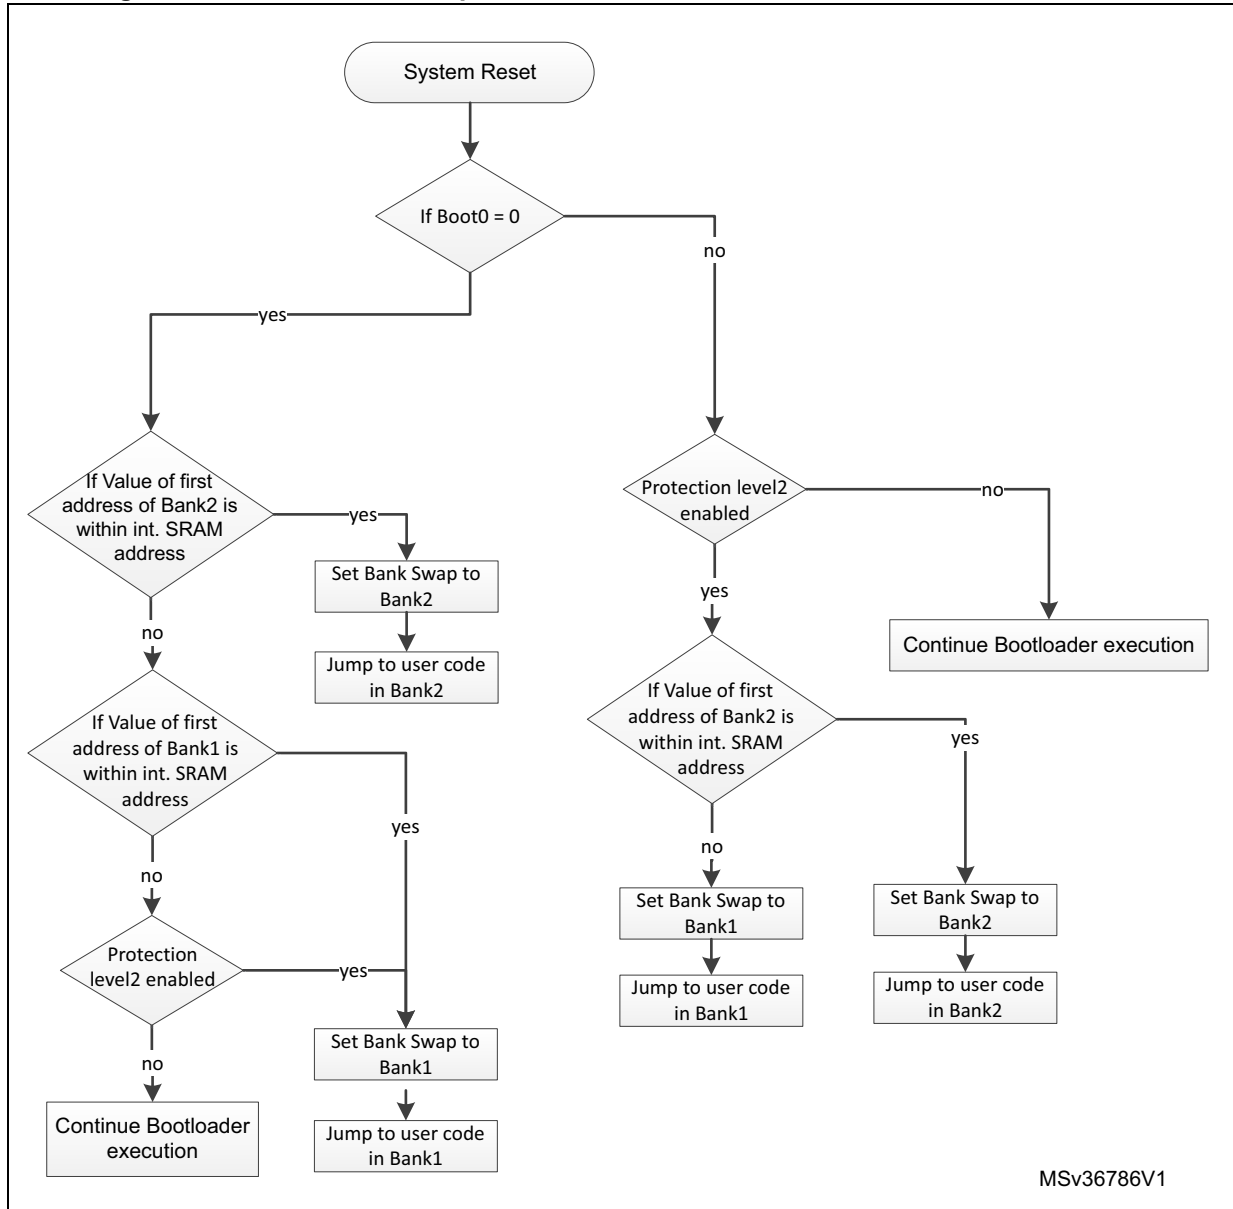 System Reset
If Boot0 = 0
no
yes
If Value of first
address of Bank2 is
within int. SRAM
address
yes
Set Bank Swap to
Bank2
Jump to user code
in Bank2
no
If Value of first
address of Bank1 is
within int. SRAM
address
yes
no
Protection
level2 enabled
yes
no
Set Bank Swap to
Bank1
Jump to user code
in Bank1
Continue Bootloader
execution
Protection level2
enabled
no
Continue Bootloader execution
yes
If Value of first
address of Bank2 is
within int. SRAM
address
yes
no
Set Bank Swap to
Bank1
Jump to user code
in Bank1
Set Bank Swap to
Bank2
Jump to user code
in Bank2
MSv36786V1